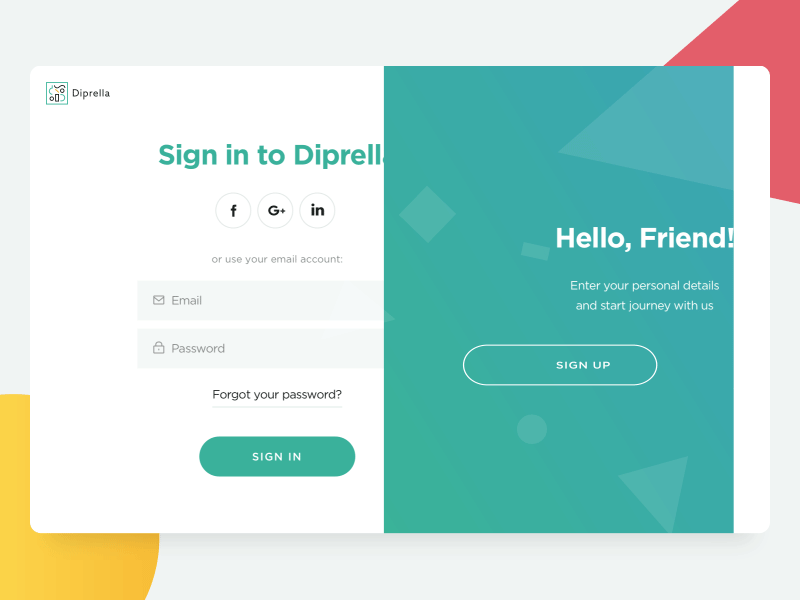 Diprella
Sign in to Diprella
f
G+
in
or use your email account:
Email
Password
Forgot your password?
SIGN IN
Hello, Friend!
Enter your personal details
and start journey with us
SIGN UP